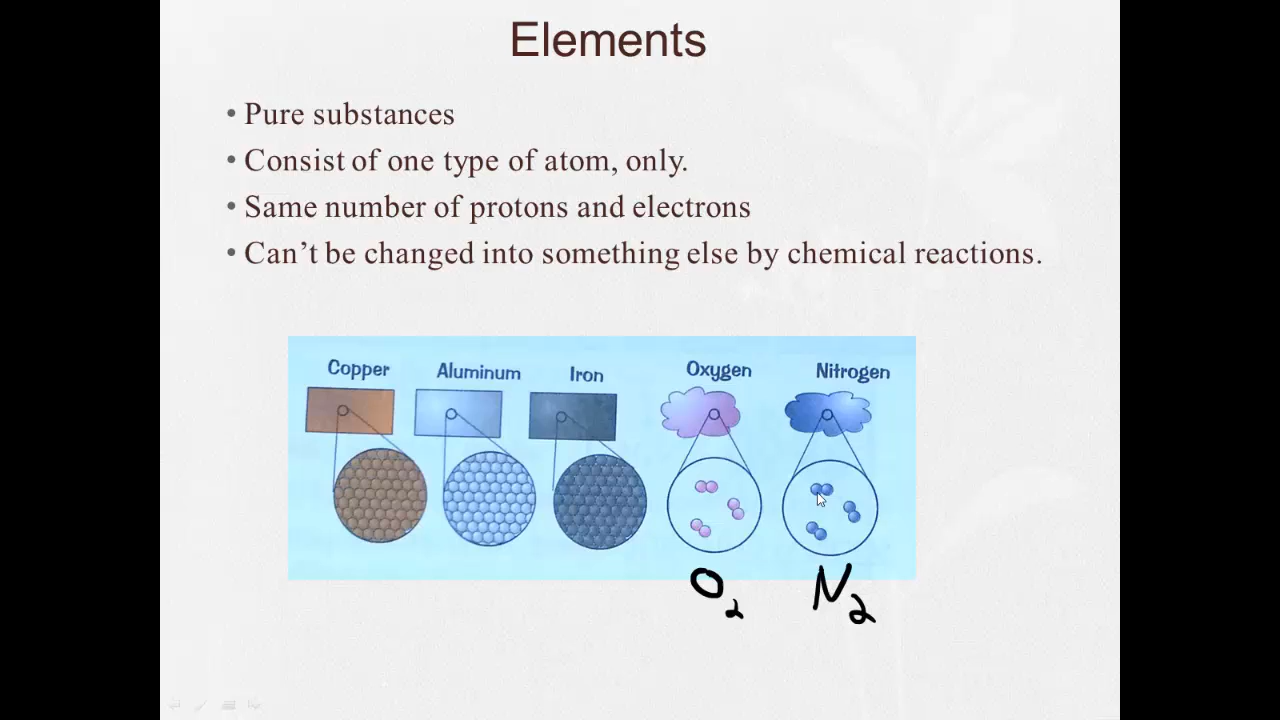 Elements
• Pure substances
• Consist of one type of atom, only.
• Same number of protons and electrons
• Can’t be changed into something else by chemical reactions.
Copper Aluminum Iron Oxygen Nitrogen
O₂ N₂